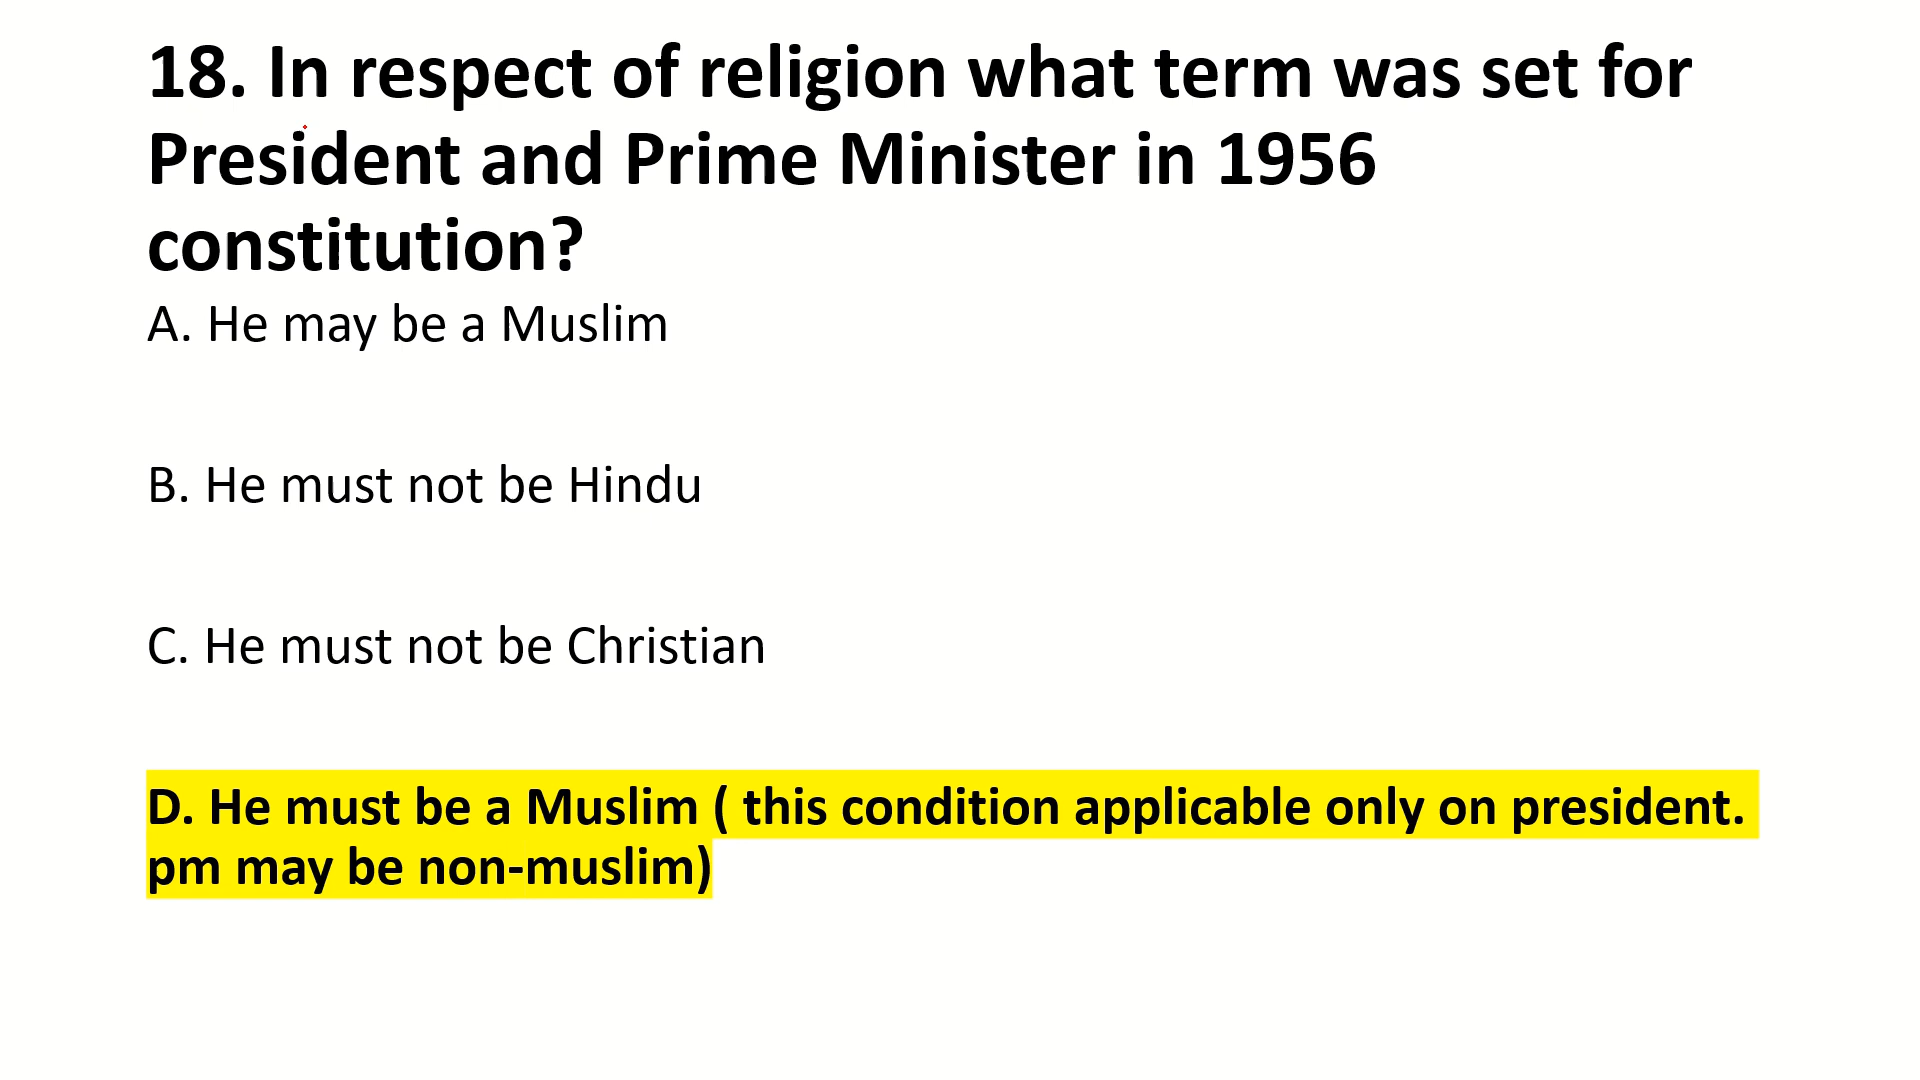 18. In respect of religion what term was set for
President and Prime Minister in 1956
constitution?
A. He may be a Muslim
B. He must not be Hindu
C. He must not be Christian
D. He must be a Muslim ( this condition applicable only on president.
pm may be non-muslim)